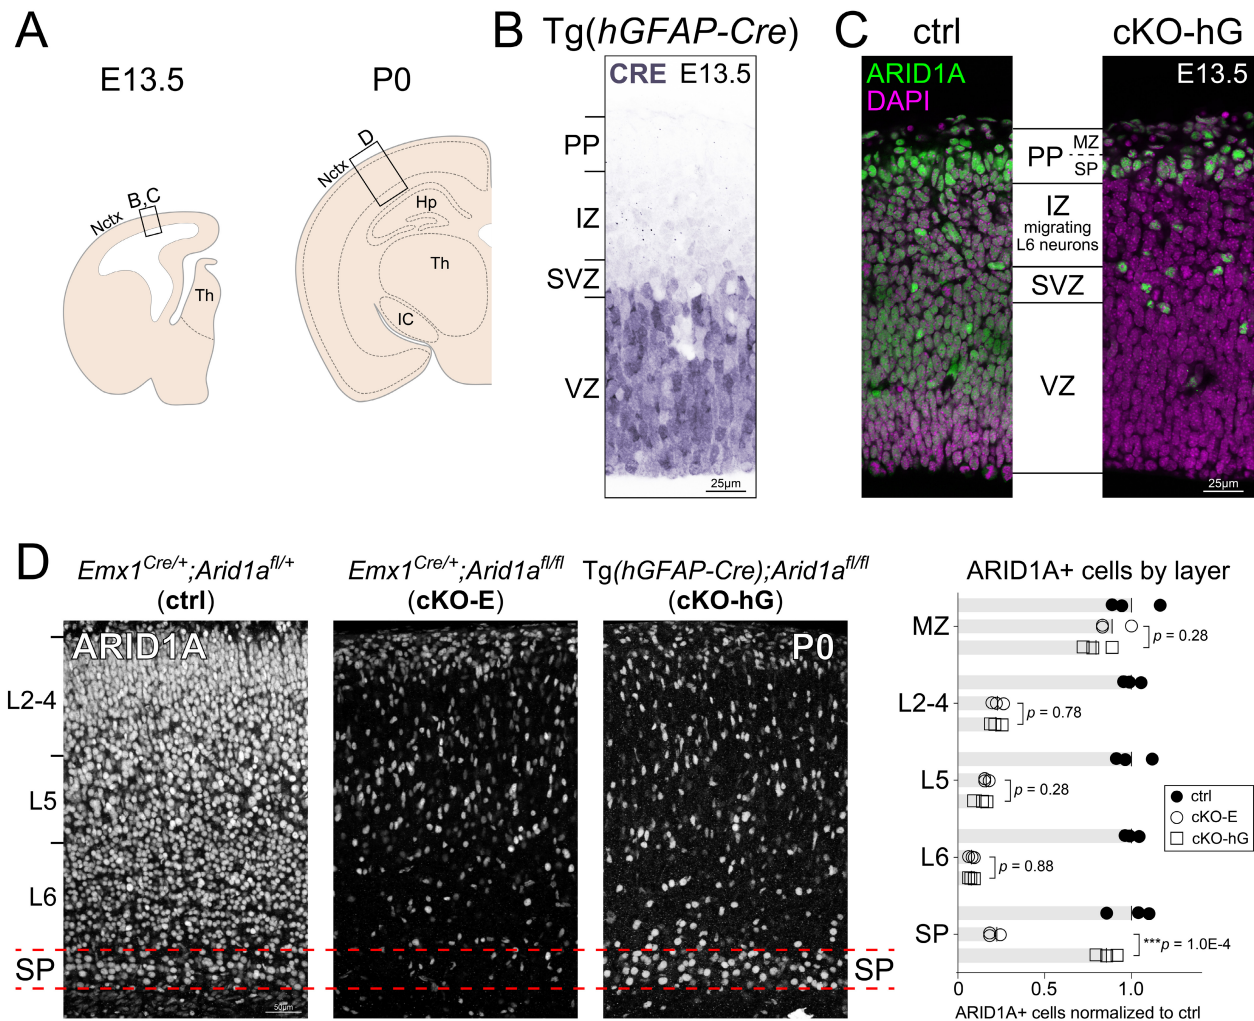 A
E13.5
P0
Nctx
B,C
Th
Nctx
D
Hp
Th
IC
B Tg(hGFAP-Cre)
CRE E13.5
PP
IZ
SVZ
VZ
25µm
C ctrl cKO-hG
ARID1A
DAPI
E13.5
PP
MZ
SP
IZ
migrating
L6 neurons
SVZ
VZ
25µm
D
Emx1Cre/+;Arid1afl/+
(ctrl)
Emx1Cre/+;Arid1afl/fl
(cKO-E)
Tg(hGFAP-Cre);Arid1afl/fl
(cKO-hG)
ARID1A
P0
L2-4
L5
L6
SP
SP
50µm
ARID1A+ cells by layer
MZ
p = 0.28
L2-4
p = 0.78
L5
p = 0.28
L6
p = 0.88
SP
***p = 1.0E-4
ctrl
cKO-E
cKO-hG
0 0.5 1.0
ARID1A+ cells normalized to ctrl